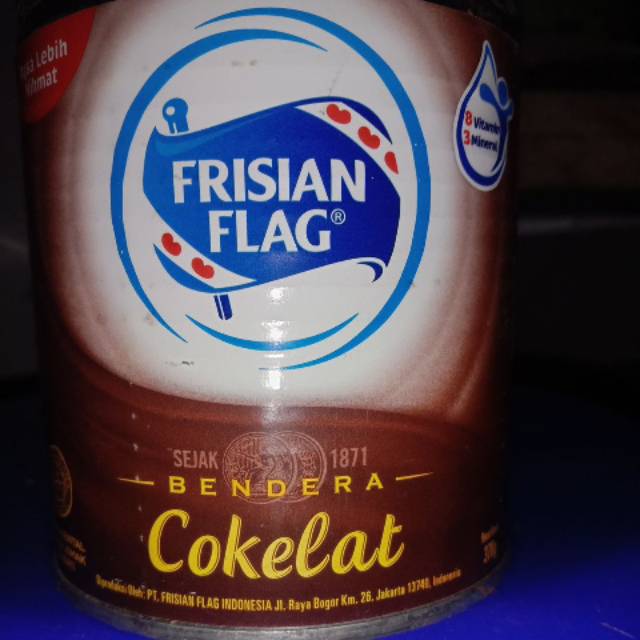 Lebih
FRISIAN
FLAG®
8 Vitamin
3 Mineral
SEJAK 1871
BENDERA
Cokelat
Diproduksi Oleh: PT. FRISIAN FLAG INDONESIA Jl. Raya Bogor Km. 26. Jakarta 13740, Indonesia